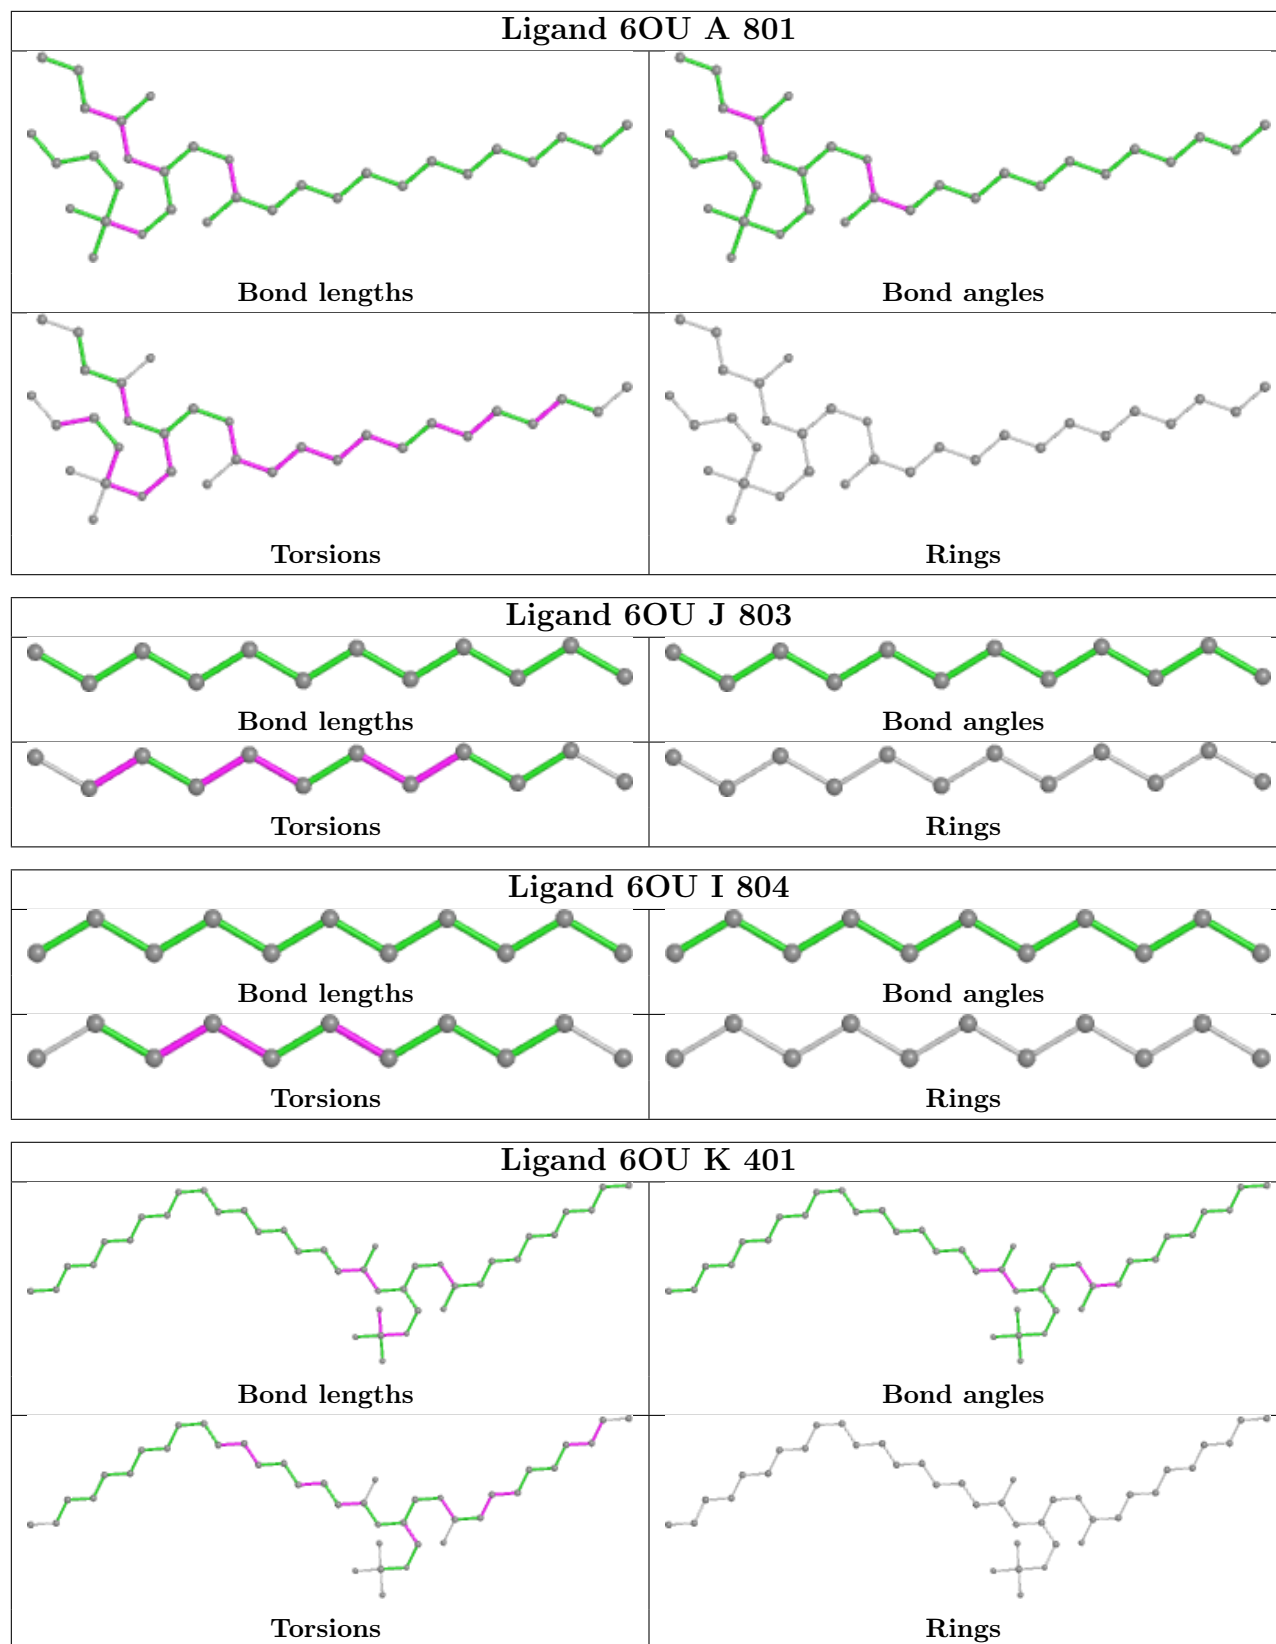 Ligand 6OU A 801
Bond lengths
Bond angles
Torsions
Rings
Ligand 6OU J 803
Bond lengths
Bond angles
Torsions
Rings
Ligand 6OU I 804
Bond lengths
Bond angles
Torsions
Rings
Ligand 6OU K 401
Bond lengths
Bond angles
Torsions
Rings